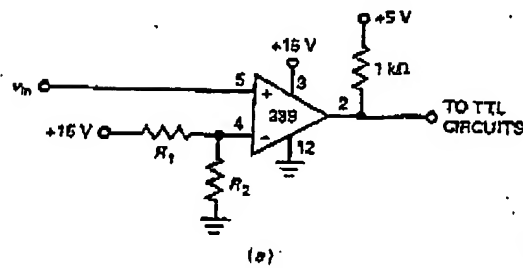 +5 V
+15 V
1 kΩ
v_in
5
3
+
339
2
TO TTL
CIRCUITS
+15 V
4
−
12
R₁
R₂
(a)